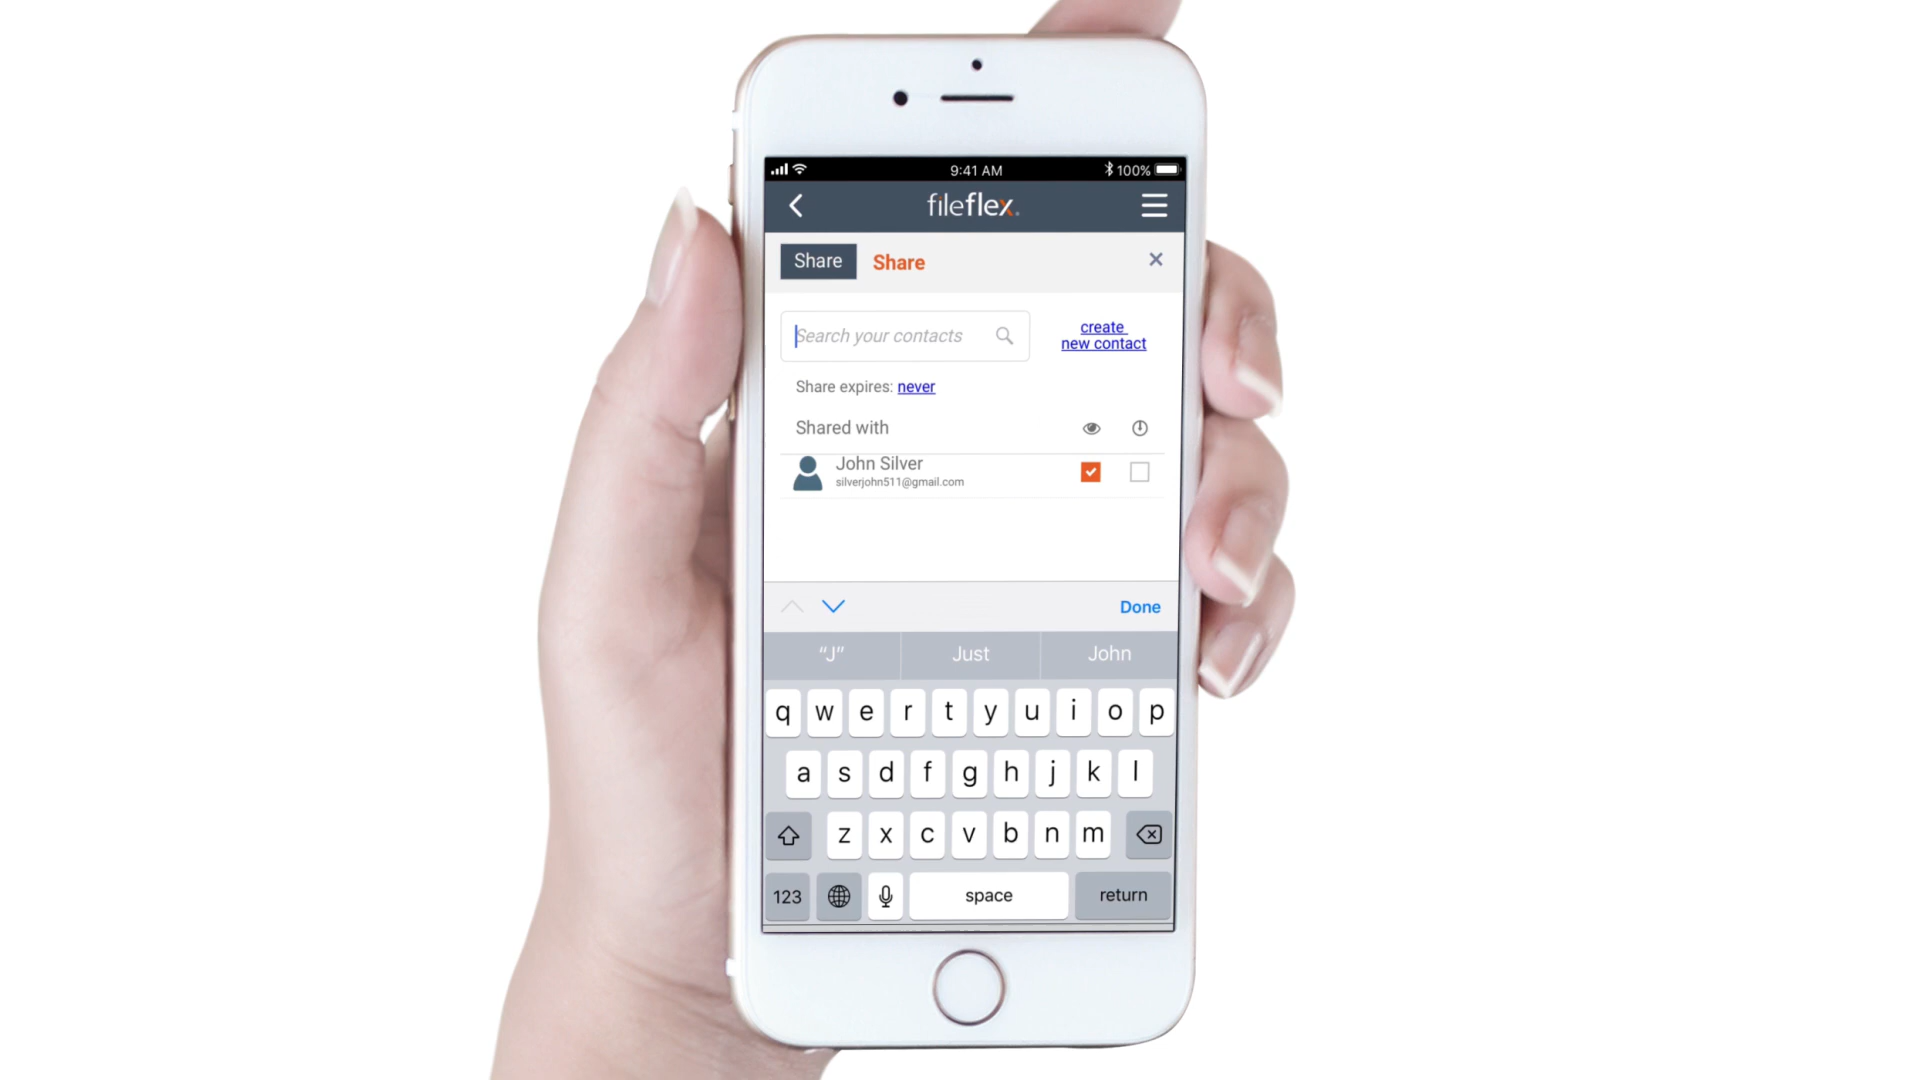 9:41 AM
100%
fileflex.
Share
Share
Search your contacts
create
new contact
Share expires: never
Shared with
John Silver
silverjohn511@gmail.com
Done
“J”
Just
John
q w e r t y u i o p
a s d f g h j k l
z x c v b n m
123
space
return